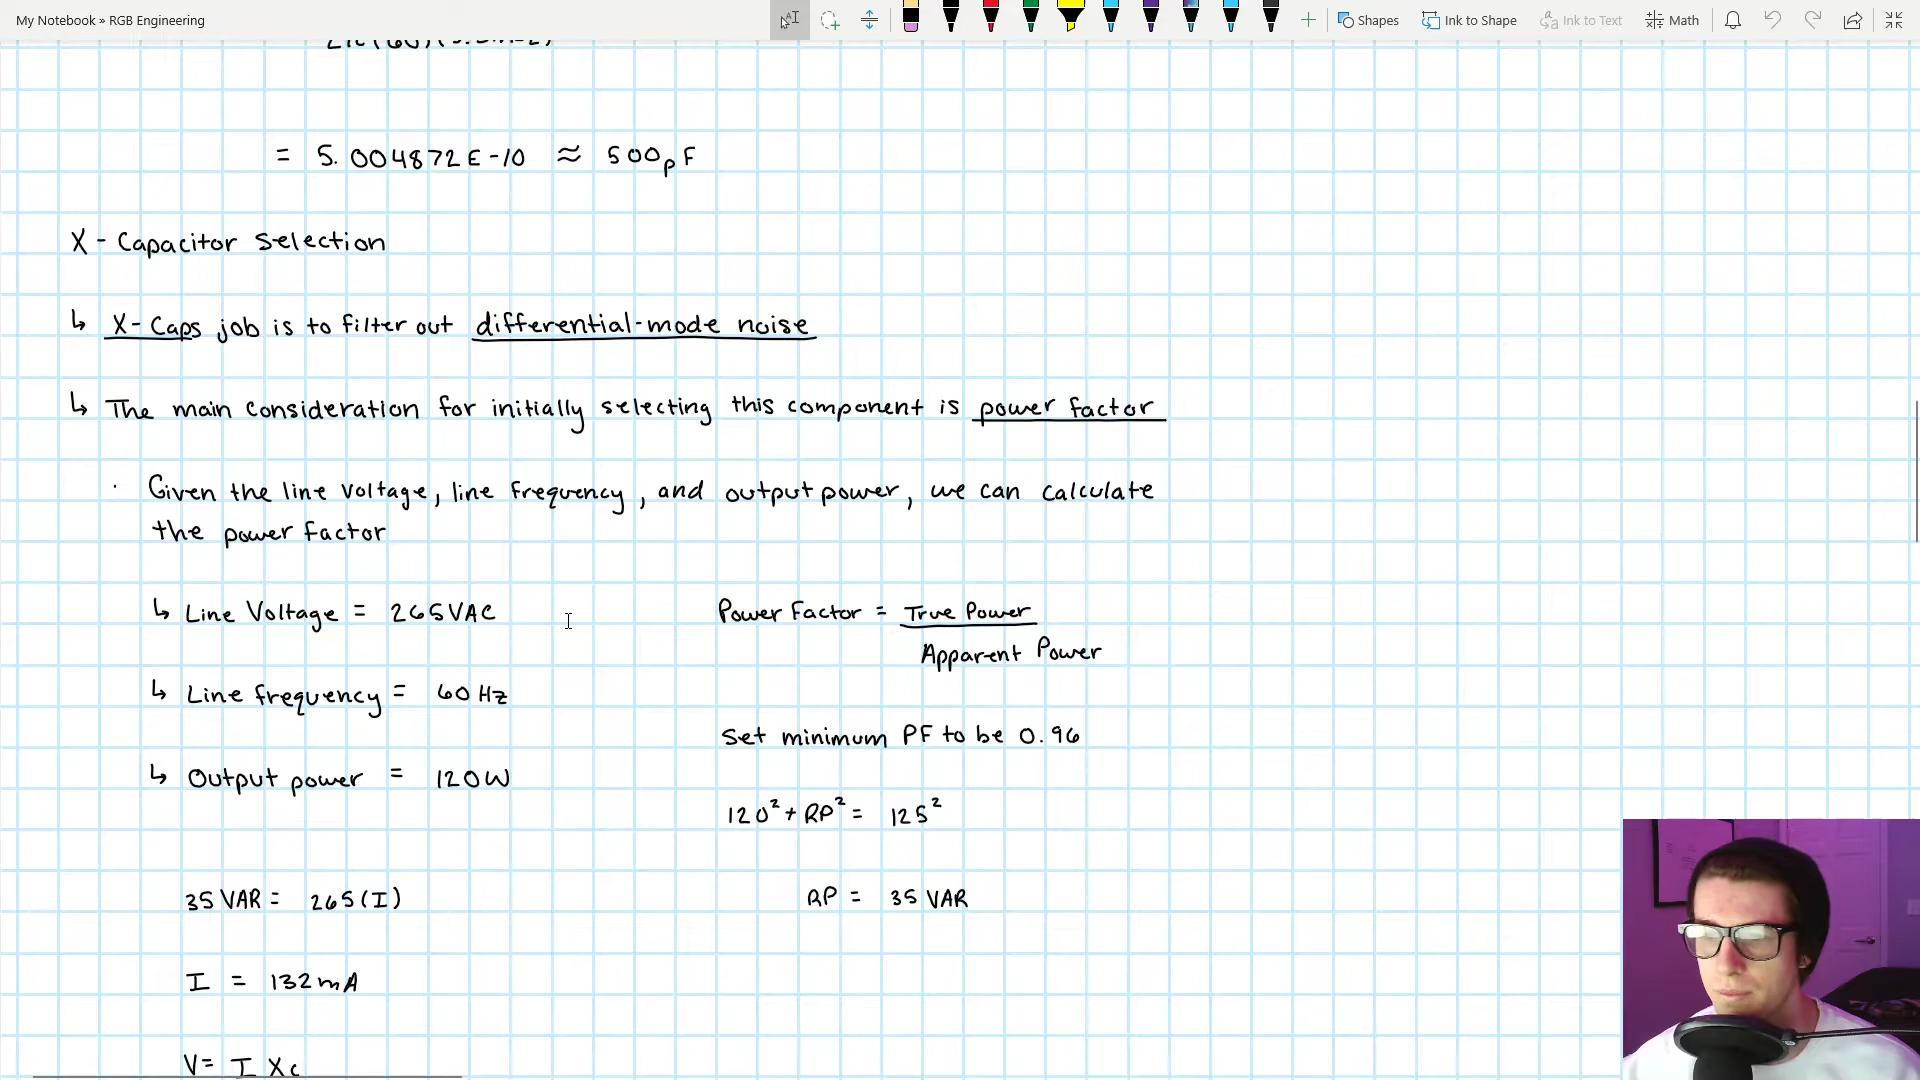 My Notebook » RGB Engineering
Shapes
Ink to Shape
Ink to Text
Math
= 5.004872E-10 ≈ 500pF
X - Capacitor Selection
↳ X-Caps job is to filter out differential-mode noise
↳ The main consideration for initially selecting this component is power factor
· Given the line voltage, line frequency, and output power, we can calculate
the power factor
↳ Line Voltage = 265VAC
Power Factor = True Power
Apparent Power
↳ Line frequency = 60Hz
Set minimum PF to be 0.96
↳ Output power = 120W
120² + RP² = 125²
35 VAR = 265(I)
RP = 35 VAR
I = 132mA
V = I Xc